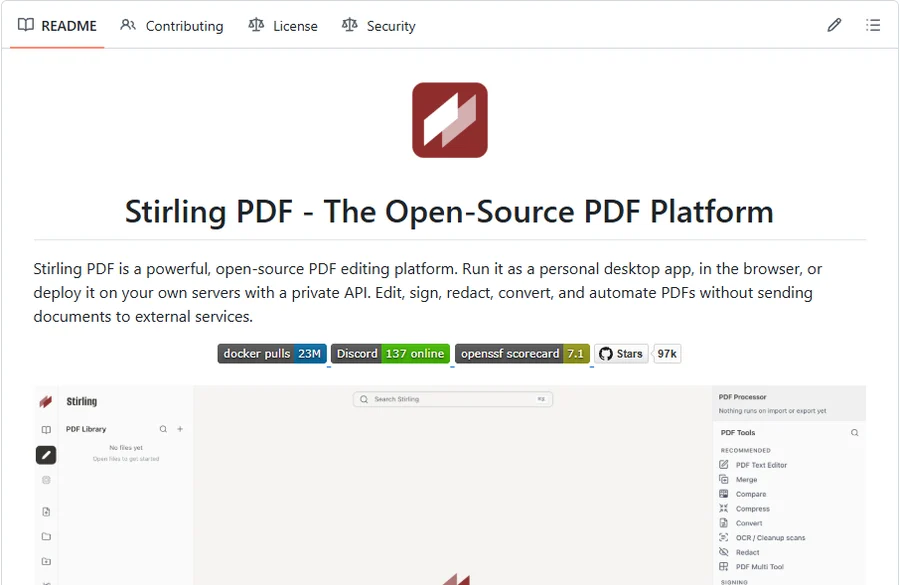 README Contributing License Security
Stirling PDF - The Open-Source PDF Platform
Stirling PDF is a powerful, open-source PDF editing platform. Run it as a personal desktop app, in the browser, or
deploy it on your own servers with a private API. Edit, sign, redact, convert, and automate PDFs without sending
documents to external services.
docker pulls 23M Discord 137 online openssf scorecard 7.1 Stars 97k
Stirling
Search Stirling
PDF Processor
Nothing runs on import or export yet
PDF Library
No files yet
Open files to get started
PDF Tools
RECOMMENDED
PDF Text Editor
Merge
Compare
Compress
Convert
OCR / Cleanup scans
Redact
PDF Multi Tool
SIGNING